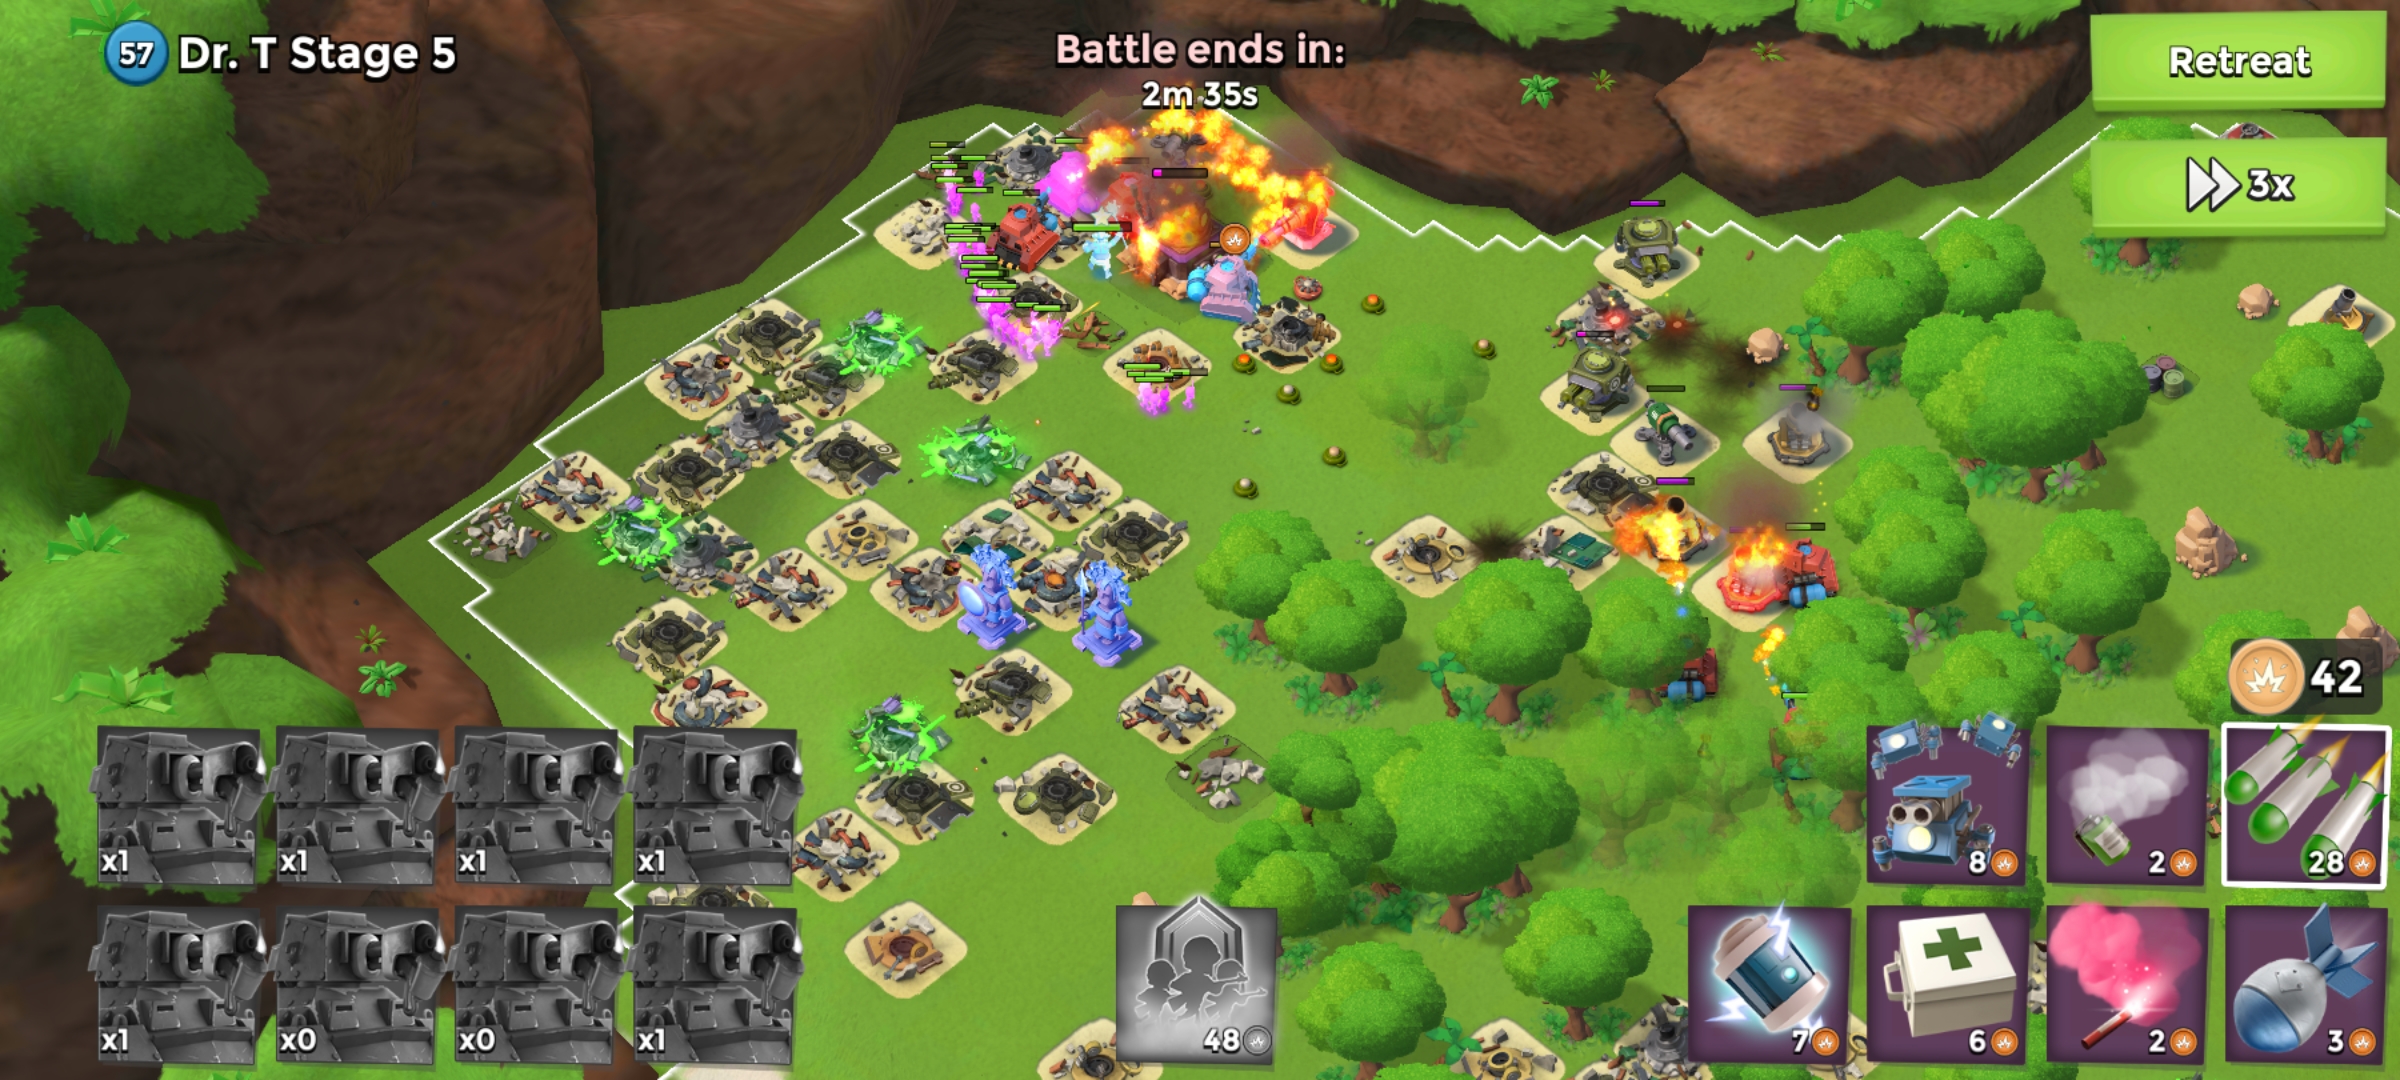 57 Dr. T Stage 5
Battle ends in:
2m 35s
Retreat
3x
42
x1
x1
x1
x1
8
2
28
x1
x0
x0
x1
48
7
6
2
3